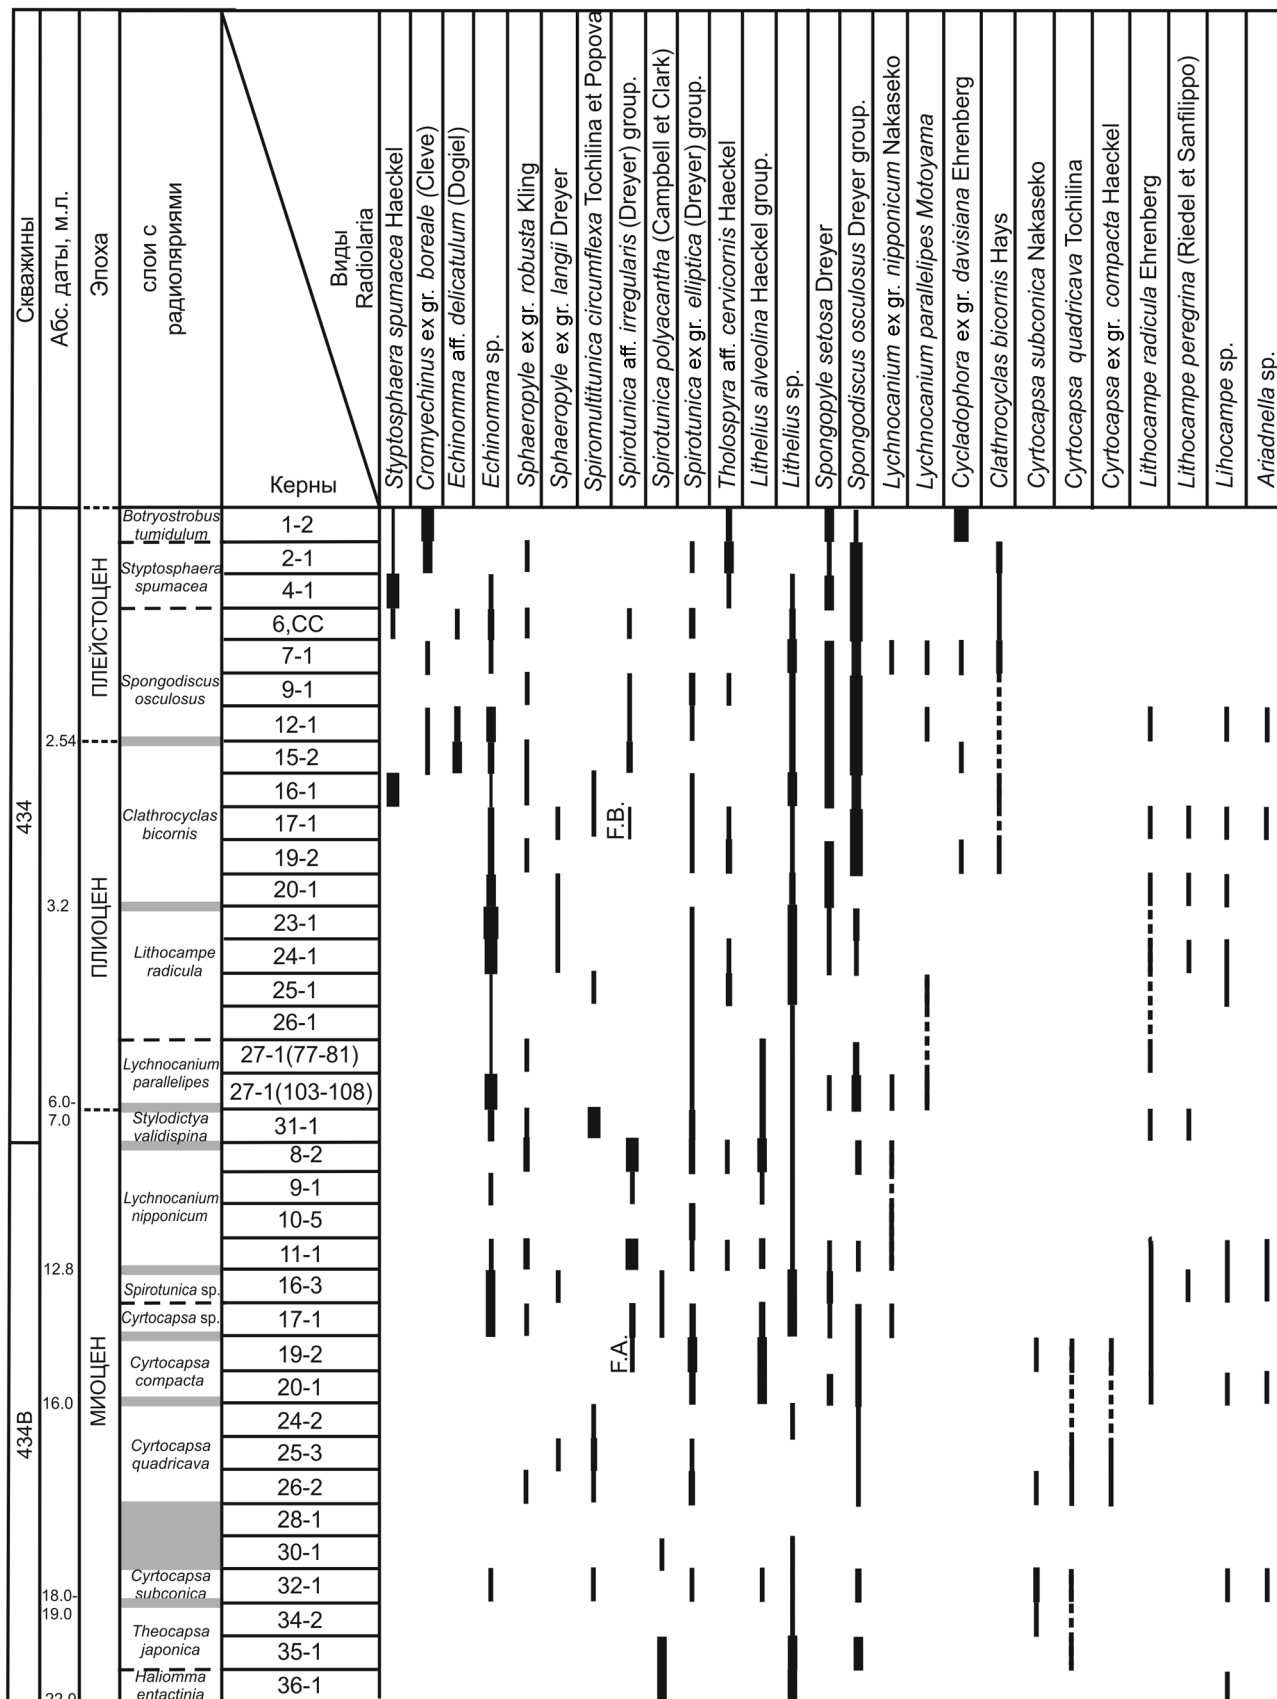 Скважины
Абс. даты, м.л.
Эпоха
слои с
радиоляриями
Виды
Radiolaria
Керны
Styptosphaera spumacea Haeckel
Cromyechinus ex gr. boreale (Cleve)
Echinomma aff. delicatulum (Dogiel)
Echinomma sp.
Sphaeropyle ex gr. robusta Kling
Sphaeropyle ex gr. langii Dreyer
Spiromultitunica circumflexa Tochilina et Popova
Spirotunica aff. irregularis (Dreyer) group.
Spirotunica polyacantha (Campbell et Clark)
Spirotunica ex gr. elliptica (Dreyer) group.
Tholospyra aff. cervicornis Haeckel
Lithelius alveolina Haeckel group.
Lithelius sp.
Spongopyle setosa Dreyer
Spongodiscus osculosus Dreyer group.
Lychnocanium ex gr. nipponicum Nakaseko
Lychnocanium parallelipes Motoyama
Cycladophora ex gr. davisiana Ehrenberg
Clathrocyclas bicornis Hays
Cyrtocapsa subconica Nakaseko
Cyrtocapsa quadricava Tochilina
Cyrtocapsa ex gr. compacta Haeckel
Lithocampe radicula Ehrenberg
Lithocampe peregrina (Riedel et Sanfilippo)
Lihocampe sp.
Ariadnella sp.
434
434B
2.54
3.2
6.0-
7.0
12.8
16.0
18.0-
19.0
22.0
ПЛЕЙСТОЦЕН
ПЛИОЦЕН
МИОЦЕН
Botryostrobus
tumidulum
Styptosphaera
spumacea
Spongodiscus
osculosus
Clathrocyclas
bicornis
Lithocampe
radicula
Lychnocanium
parallelipes
Stylodictya
validispina
Lychnocanium
nipponicum
Spirotunica sp.
Cyrtocapsa sp.
Cyrtocapsa
compacta
Cyrtocapsa
quadricava
Cyrtocapsa
subconica
Theocapsa
japonica
Haliomma
entactinia
1-2
2-1
4-1
6,CC
7-1
9-1
12-1
15-2
16-1
17-1
19-2
20-1
23-1
24-1
25-1
26-1
27-1(77-81)
27-1(103-108)
31-1
8-2
9-1
10-5
11-1
16-3
17-1
19-2
20-1
24-2
25-3
26-2
28-1
30-1
32-1
34-2
35-1
36-1
F.B.
F.A.